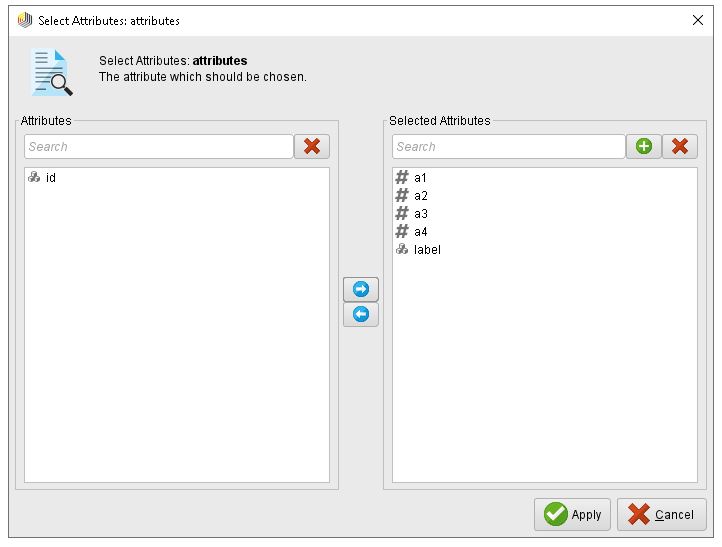 Select Attributes: attributes
Select Attributes: attributes
The attribute which should be chosen.
Attributes
Search
id
Selected Attributes
Search
a1
a2
a3
a4
label
Apply
Cancel